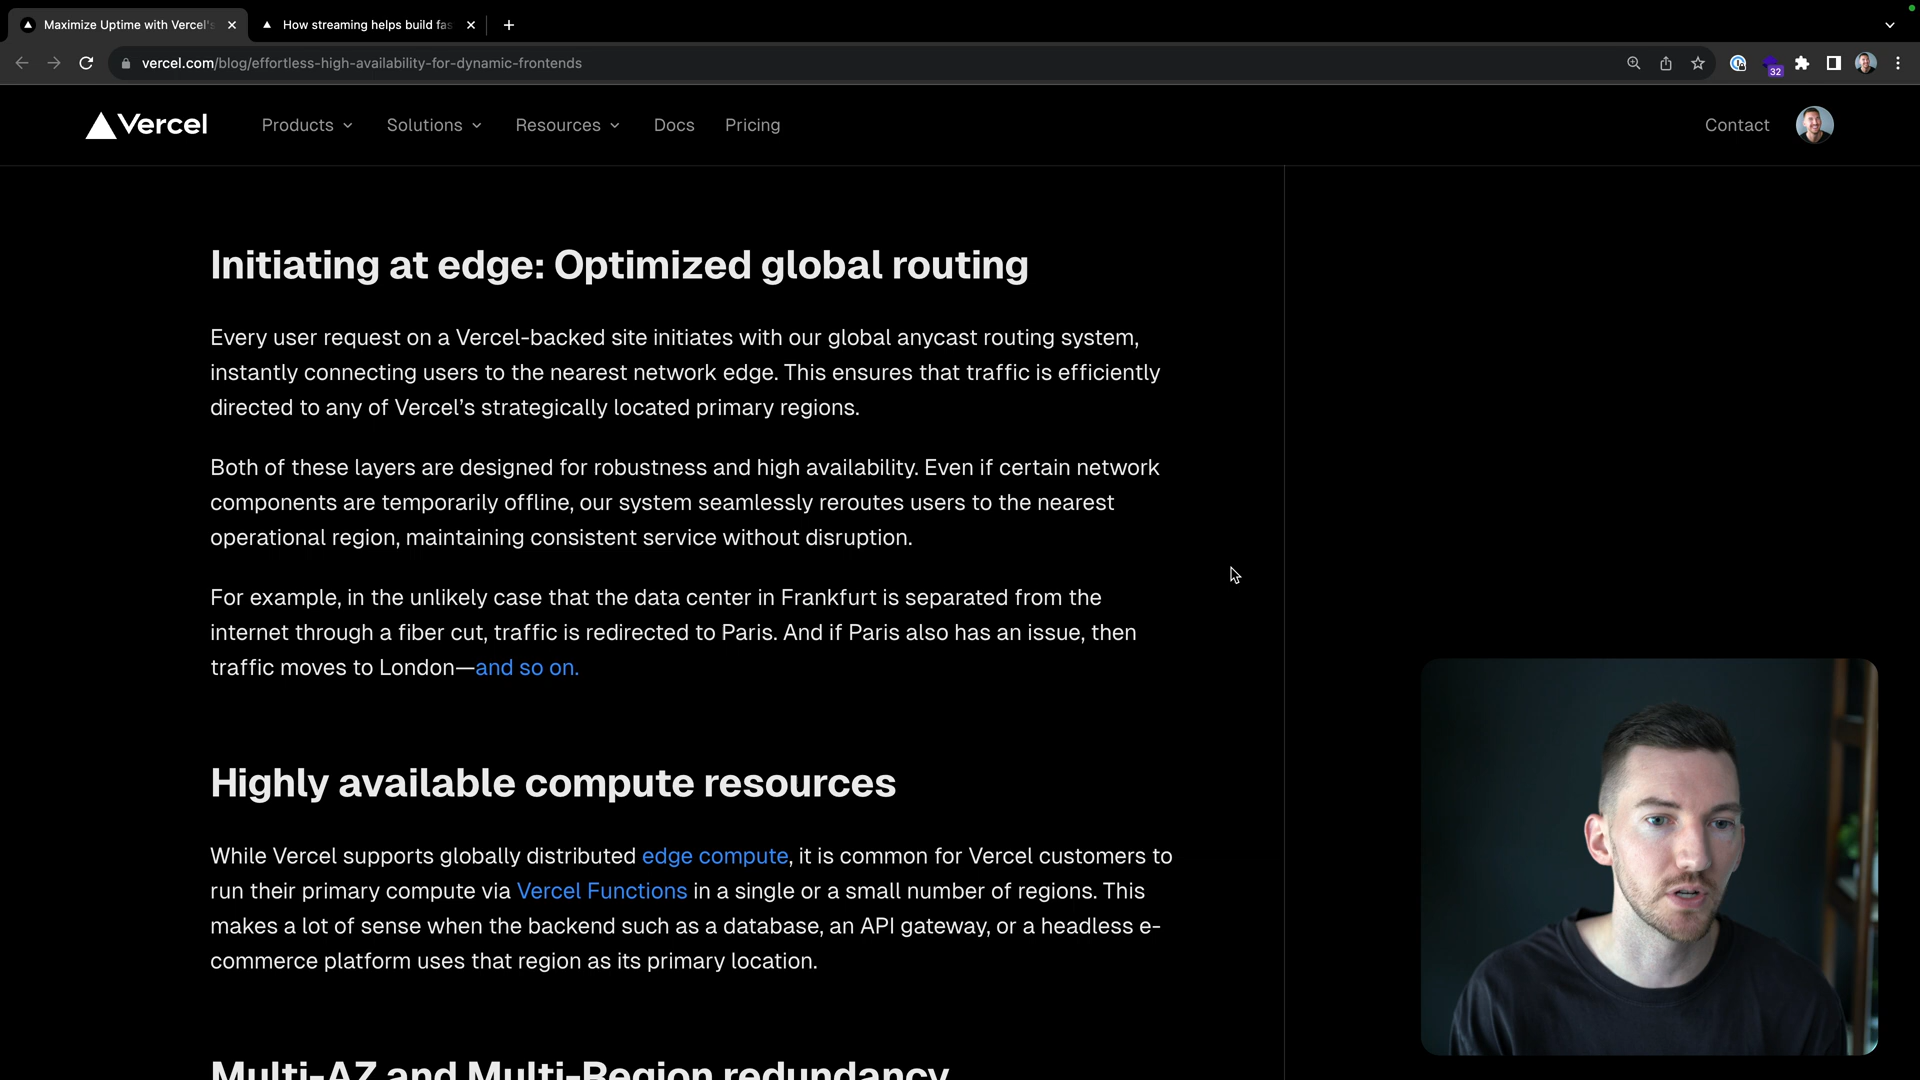 Maximize Uptime with Vercel's
How streaming helps build fas
vercel.com/blog/effortless-high-availability-for-dynamic-frontends
32
Vercel
Products
Solutions
Resources
Docs
Pricing
Contact
Initiating at edge: Optimized global routing
Every user request on a Vercel-backed site initiates with our global anycast routing system,
instantly connecting users to the nearest network edge. This ensures that traffic is efficiently
directed to any of Vercel’s strategically located primary regions.
Both of these layers are designed for robustness and high availability. Even if certain network
components are temporarily offline, our system seamlessly reroutes users to the nearest
operational region, maintaining consistent service without disruption.
For example, in the unlikely case that the data center in Frankfurt is separated from the
internet through a fiber cut, traffic is redirected to Paris. And if Paris also has an issue, then
traffic moves to London—and so on.
Highly available compute resources
While Vercel supports globally distributed edge compute, it is common for Vercel customers to
run their primary compute via Vercel Functions in a single or a small number of regions. This
makes a lot of sense when the backend such as a database, an API gateway, or a headless e-
commerce platform uses that region as its primary location.
Multi-AZ and Multi-Region redundancy